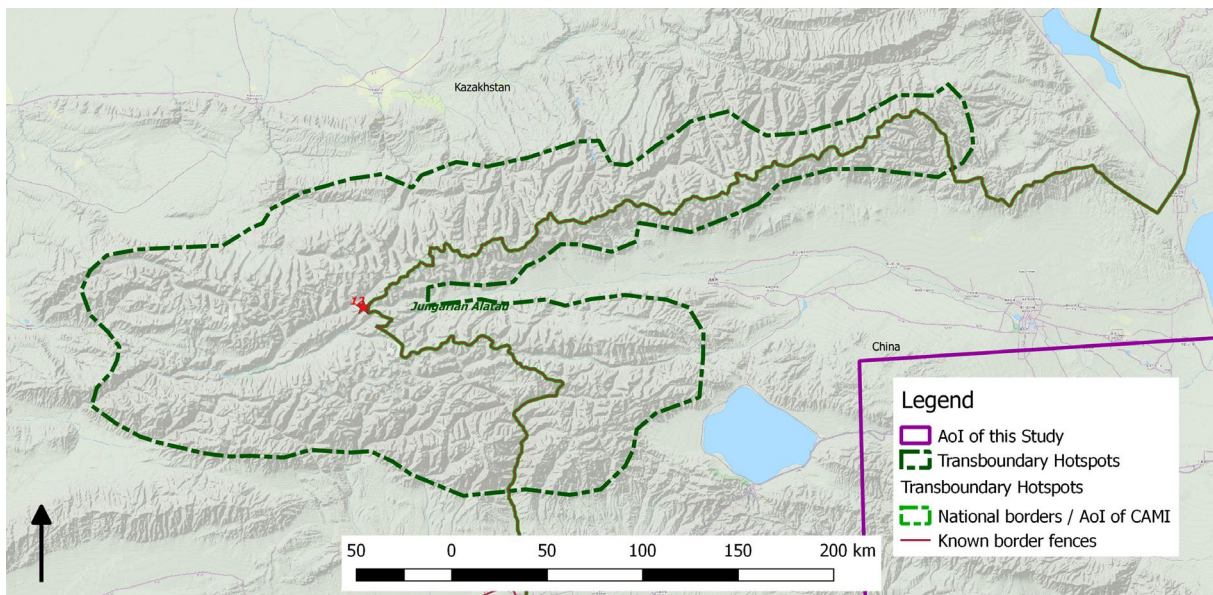 Kazakhstan
13
Jungarian Alatau
China
Legend
AoI of this Study
Transboundary Hotspots
Transboundary Hotspots
National borders / AoI of CAMI
Known border fences
50 0 50 100 150 200 km